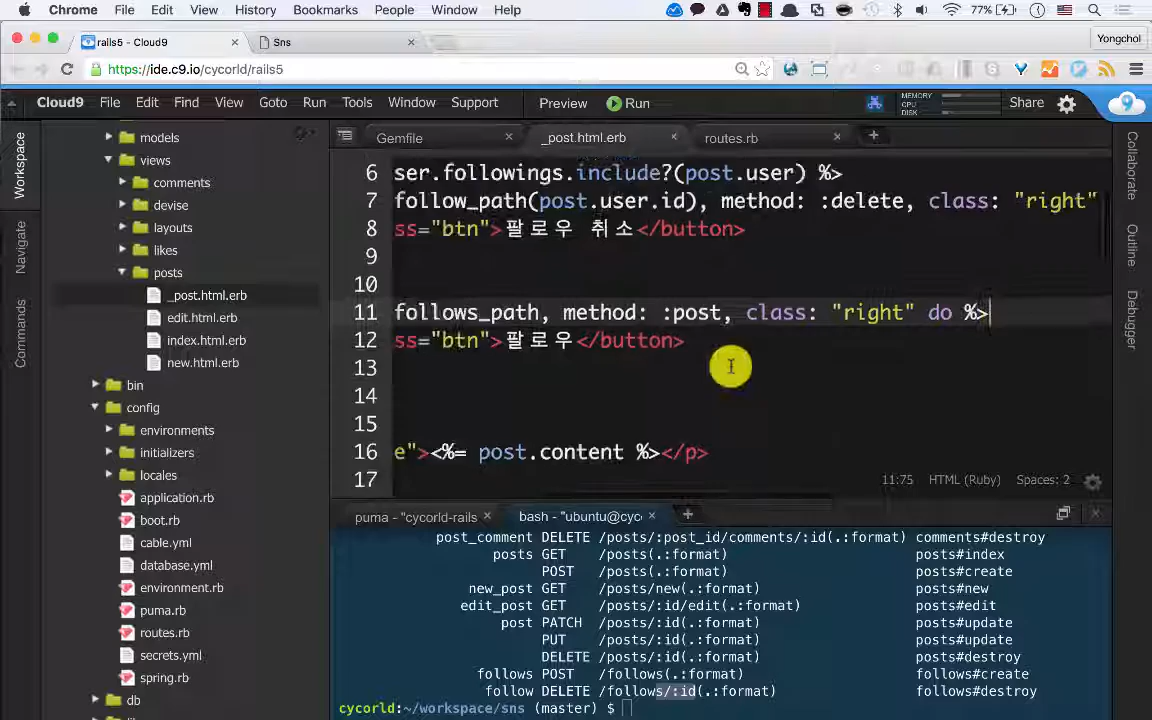 Chrome File Edit View History Bookmarks People Window Help 77%
rails5 - Cloud9 Sns Yongchol
https://ide.c9.io/cycorld/rails5
Cloud9 File Edit Find View Goto Run Tools Window Support Preview Run MEMORY CPU DISK Share
Workspace
Navigate
Commands
models
views
comments
devise
layouts
likes
posts
_post.html.erb
edit.html.erb
index.html.erb
new.html.erb
bin
config
environments
initializers
locales
application.rb
boot.rb
cable.yml
database.yml
environment.rb
puma.rb
routes.rb
secrets.yml
spring.rb
db
Gemfile _post.html.erb routes.rb
6 ser.followings.include?(post.user) %>
7 follow_path(post.user.id), method: :delete, class: "right"
8 ss="btn">팔로우 취소</button>
9
10
11 follows_path, method: :post, class: "right" do %>
12 ss="btn">팔로우</button>
13
14
15
16 e"><%= post.content %></p>
17
11:75 HTML (Ruby) Spaces: 2
puma - "cycorld-rails bash - "ubuntu@cyc
post_comment DELETE /posts/:post_id/comments/:id(.:format) comments#destroy
posts GET /posts(.:format) posts#index
POST /posts(.:format) posts#create
new_post GET /posts/new(.:format) posts#new
edit_post GET /posts/:id/edit(.:format) posts#edit
post PATCH /posts/:id(.:format) posts#update
PUT /posts/:id(.:format) posts#update
DELETE /posts/:id(.:format) posts#destroy
follows POST /follows(.:format) follows#create
follow DELETE /follows/:id(.:format) follows#destroy
cycorld:~/workspace/sns (master) $
Collaborate
Outline
Debugger